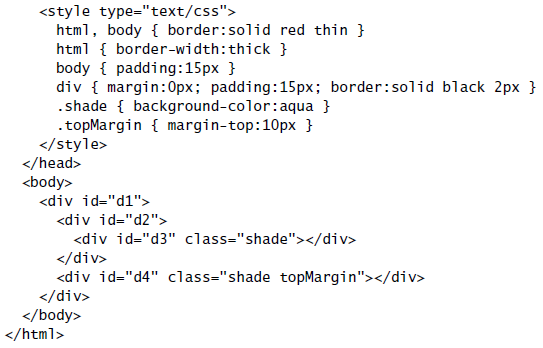 <style type="text/css">
html, body { border:solid red thin }
html { border-width:thick }
body { padding:15px }
div { margin:0px; padding:15px; border:solid black 2px }
.shade { background-color:aqua }
.topMargin { margin-top:10px }
</style>
</head>
<body>
<div id="d1">
<div id="d2">
<div id="d3" class="shade"></div>
</div>
<div id="d4" class="shade topMargin"></div>
</div>
</body>
</html>